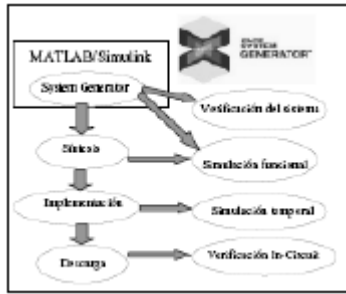 MATLAB/Simulink
SYSTEM
GENERATOR
System Generator
Verificación del sistema
Síntesis
Simulación funcional
Implementación
Simulación temporal
Descarga
Verificación In-Circuit